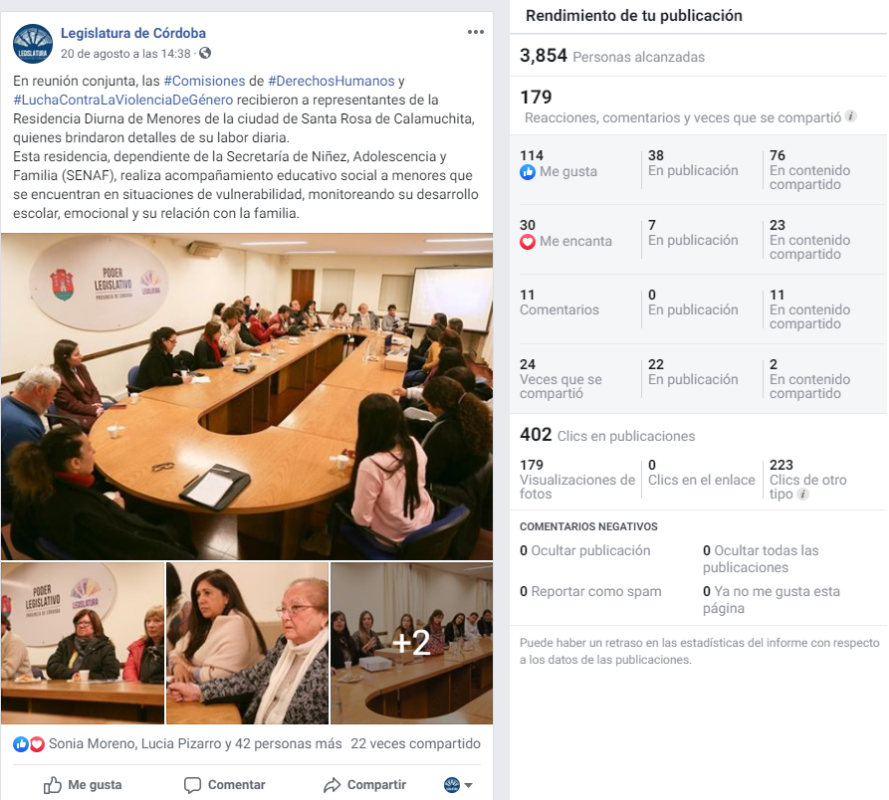 Legislatura de Córdoba
20 de agosto a las 14:38 ·
En reunión conjunta, las #Comisiones de #DerechosHumanos y
#LuchaContraLaViolenciaDeGénero recibieron a representantes de la
Residencia Diurna de Menores de la ciudad de Santa Rosa de Calamuchita,
quienes brindaron detalles de su labor diaria.
Esta residencia, dependiente de la Secretaría de Niñez, Adolescencia y
Familia (SENAF), realiza acompañamiento educativo social a menores que
se encuentran en situaciones de vulnerabilidad, monitoreando su desarrollo
escolar, emocional y su relación con la familia.
PODER
LEGISLATIVO
PROVINCIA DE CÓRDOBA
LEGISLATURA
PODER
LEGISLATIVO
PROVINCIA DE CÓRDOBA
LEGISLATURA
+2
Sonia Moreno, Lucia Pizarro y 42 personas más 22 veces compartido
Me gusta Comentar Compartir
Rendimiento de tu publicación
3,854 Personas alcanzadas
179
Reacciones, comentarios y veces que se compartió
114 38 76
Me gusta En publicación En contenido
compartido
30 7 23
Me encanta En publicación En contenido
compartido
11 0 11
Comentarios En publicación En contenido
compartido
24 22 2
Veces que se En publicación En contenido
compartió compartido
402 Clics en publicaciones
179 0 223
Visualizaciones de Clics en el enlace Clics de otro
fotos tipo
COMENTARIOS NEGATIVOS
0 Ocultar publicación 0 Ocultar todas las
publicaciones
0 Reportar como spam 0 Ya no me gusta esta
página
Puede haber un retraso en las estadísticas del informe con respecto
a los datos de las publicaciones.